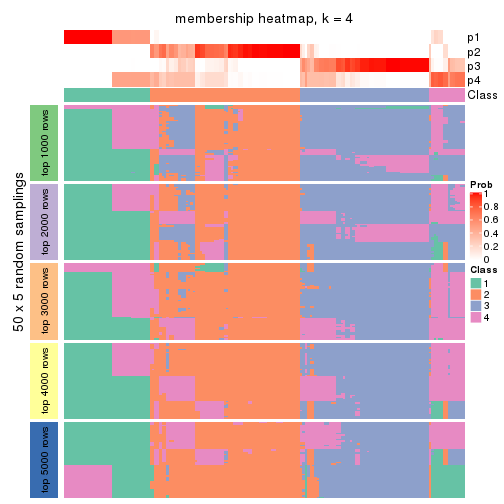 membership heatmap, k = 4
p1
p2
p3
p4
Class
50 x 5 random samplings
top 1000 rows
top 2000 rows
top 3000 rows
top 4000 rows
top 5000 rows
Prob
1
0.8
0.6
0.4
0.2
0
Class
1
2
3
4